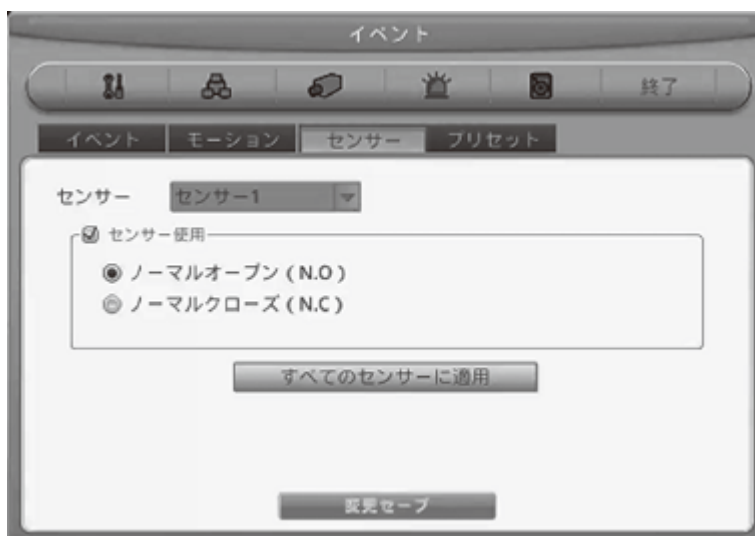 イベント
終了
イベント モーション センサー プリセット
センサー センサー1
センサー使用
ノーマルオープン ( N.O )
ノーマルクローズ ( N.C )
すべてのセンサーに適用
変更セーブ